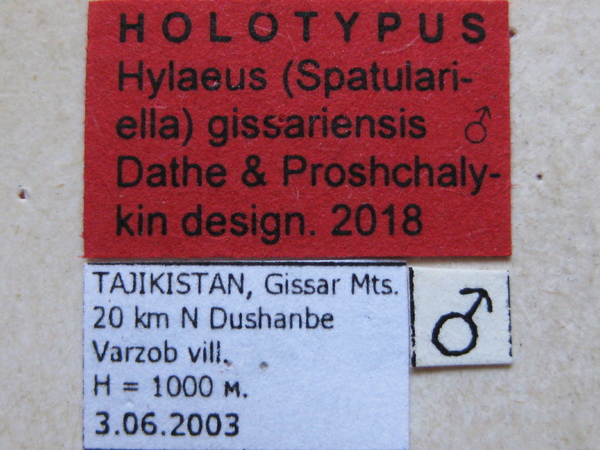 HOLOTYPUS
Hylaeus (Spatulari-
ella) gissariensis ♂
Dathe & Proshchaly-
kin design. 2018
TAJIKISTAN, Gissar Mts.
20 km N Dushanbe
Varzob vill.
H = 1000 м.
3.06.2003
♂